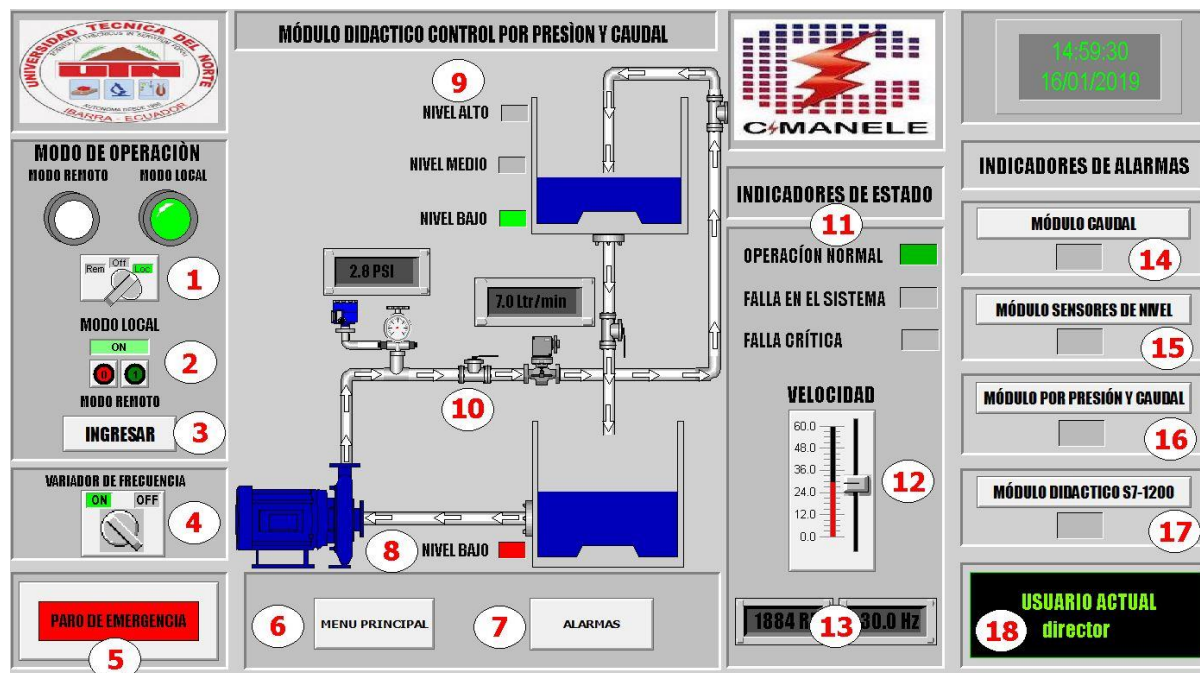 UNIVERSIDAD TECNICA DEL NORTE
UTN
IBARRA - ECUADOR
MÓDULO DIDACTICO CONTROL POR PRESÌON Y CAUDAL
9
NIVEL ALTO
NIVEL MEDIO
NIVEL BAJO
C MANELE
14:59:30
16/01/2019
MODO DE OPERACIÒN
MODO REMOTO
MODO LOCAL
Rem
Off
Loc
1
MODO LOCAL
ON
0
1
2
MODO REMOTO
INGRESAR
3
VARIADOR DE FRECUENCIA
ON
OFF
4
PARO DE EMERGENCIA
5
2.8 PSI
7.0 Ltr/min
10
8
NIVEL BAJO
6
MENU PRINCIPAL
7
ALARMAS
INDICADORES DE ESTADO
11
OPERACÍON NORMAL
FALLA EN EL SISTEMA
FALLA CRÍTICA
VELOCIDAD
60.0
48.0
36.0
24.0
12.0
0.0
12
1884
13
30.0 Hz
INDICADORES DE ALARMAS
MÓDULO CAUDAL
14
MÓDULO SENSORES DE NIVEL
15
MÓDULO POR PRESIÓN Y CAUDAL
16
MÓDULO DIDACTICO S7-1200
17
USUARIO ACTUAL
18
director